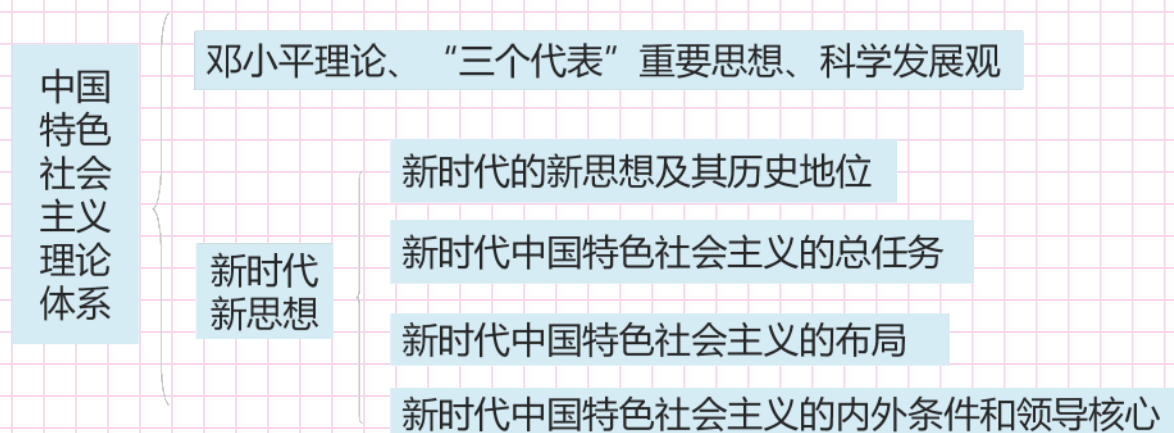 中国
特色
社会
主义
理论
体系
邓小平理论、“三个代表”重要思想、科学发展观
新时代
新思想
新时代的新思想及其历史地位
新时代中国特色社会主义的总任务
新时代中国特色社会主义的布局
新时代中国特色社会主义的内外条件和领导核心